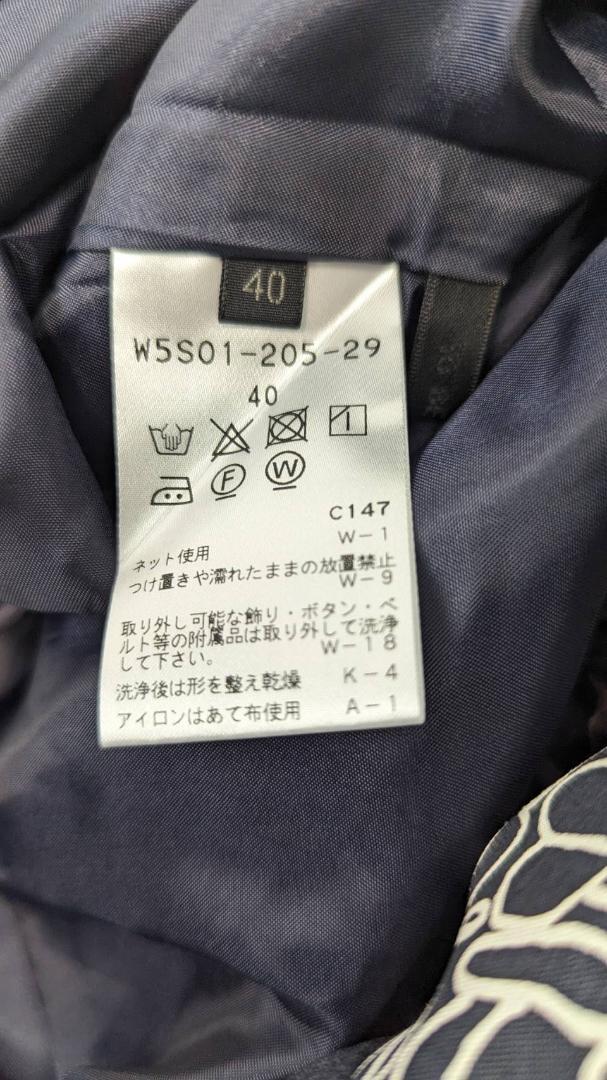 40
W5S01-205-29
40
F W
C147
W-1
ネット使用
つけ置きや濡れたままの放置禁止
W-9
取り外し可能な飾り・ボタン・ベ
ルト等の附属品は取り外して洗浄
して下さい。
W-18
洗浄後は形を整え乾燥 K-4
アイロンはあて布使用 A-1